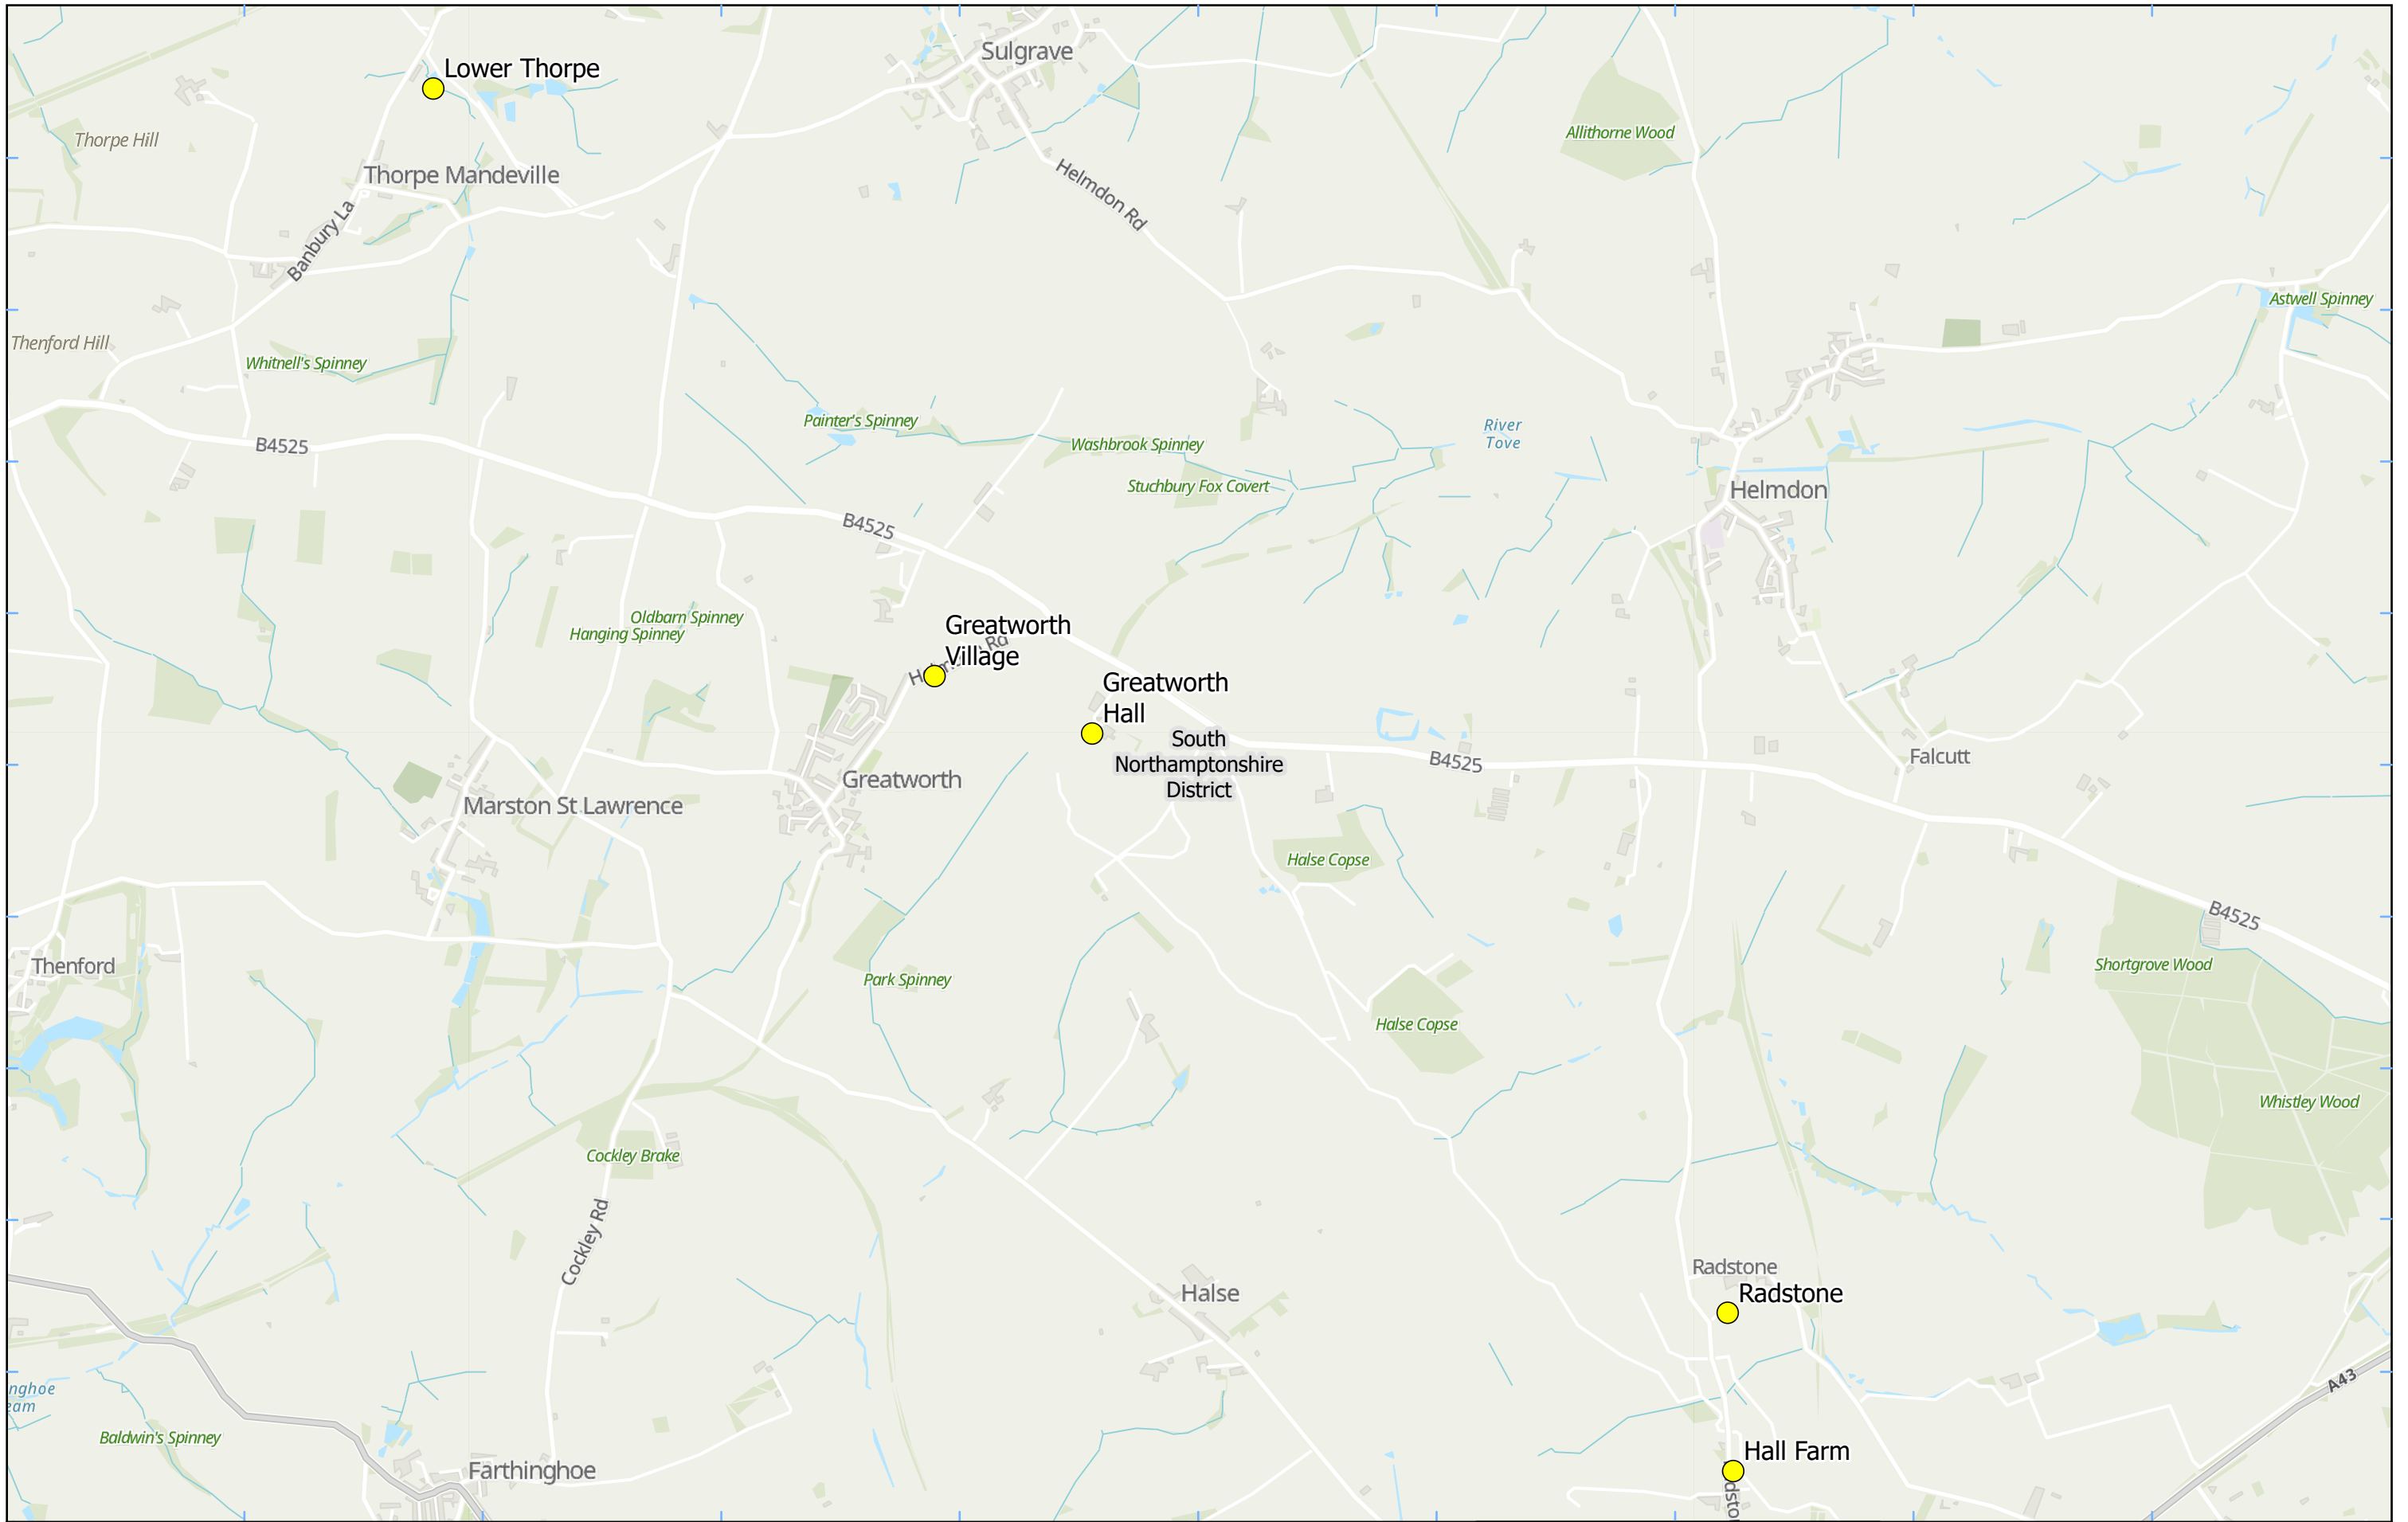 Sulgrave
Lower Thorpe
Thorpe Hill
Allithorne Wood
Thorpe Mandeville
Helmdon Rd
Banbury La
Astwell Spinney
Thenford Hill
Whitnell's Spinney
Painter's Spinney
River
Tove
B4525
Washbrook Spinney
Stuchbury Fox Covert
Helmdon
B4525
Oldbarn Spinney
Hanging Spinney
Greatworth
Village
Rd
Greatworth
Hall
South
Northamptonshire
District
B4525
Falcutt
Greatworth
Marston St Lawrence
Halse Copse
B4525
Thenford
Shortgrove Wood
Park Spinney
Halse Copse
Whistley Wood
Cockley Brake
Cockley Rd
Radstone
Halse
Radstone
A43
nghoe
eam
Baldwin's Spinney
Hall Farm
Farthinghoe